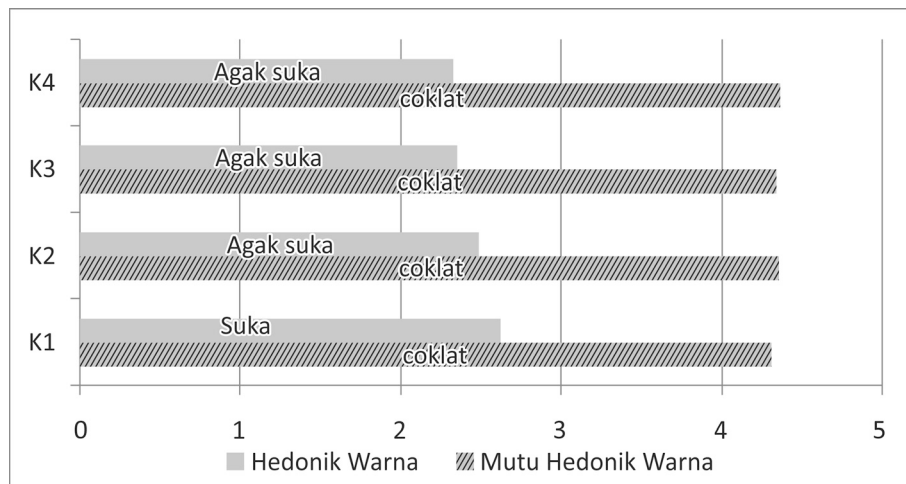 K4
Agak suka
coklat
K3
Agak suka
coklat
K2
Agak suka
coklat
K1
Suka
coklat
0 1 2 3 4 5
Hedonik Warna Mutu Hedonik Warna